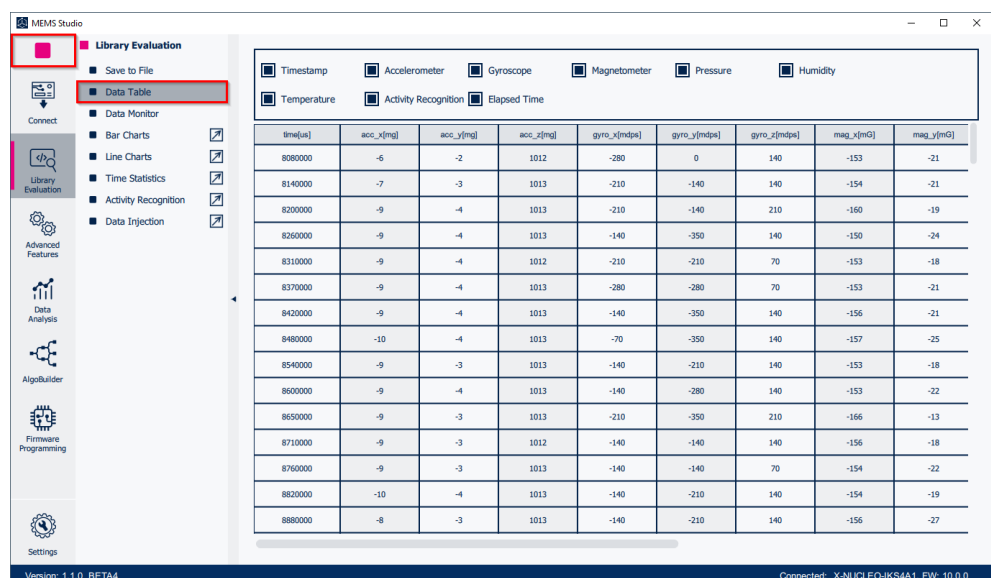 MEMS Studio
Connect
Library
Evaluation
Advanced
Features
Data
Analysis
AlgoBuilder
Firmware
Programming
Settings
Library Evaluation
Save to File
Data Table
Data Monitor
Bar Charts
Line Charts
Time Statistics
Activity Recognition
Data Injection
Timestamp Accelerometer Gyroscope Magnetometer Pressure Humidity
Temperature Activity Recognition Elapsed Time
time[us] acc_x[mg] acc_y[mg] acc_z[mg] gyro_x[mdps] gyro_y[mdps] gyro_z[mdps] mag_x[mG] mag_y[mG]
8080000 -6 -2 1012 -280 0 140 -153 -21
8140000 -7 -3 1013 -210 -140 140 -154 -21
8200000 -9 -4 1013 -210 -140 210 -160 -19
8260000 -9 -4 1013 -140 -350 140 -150 -24
8310000 -9 -4 1012 -210 -210 70 -153 -18
8370000 -9 -4 1013 -280 -280 70 -153 -21
8420000 -9 -4 1013 -140 -350 140 -156 -21
8480000 -10 -4 1013 -70 -350 140 -157 -25
8540000 -9 -3 1013 -140 -210 140 -153 -18
8600000 -9 -4 1013 -140 -280 140 -153 -22
8650000 -9 -3 1013 -210 -350 210 -166 -13
8710000 -9 -3 1012 -140 -140 140 -156 -18
8760000 -9 -3 1013 -140 -140 70 -154 -22
8820000 -10 -4 1013 -140 -210 140 -154 -19
8880000 -8 -3 1013 -140 -210 140 -156 -27
Version: 1.1.0 BETA4 Connected: X-NUCLEO-IKS4A1, FW: 10.0.0